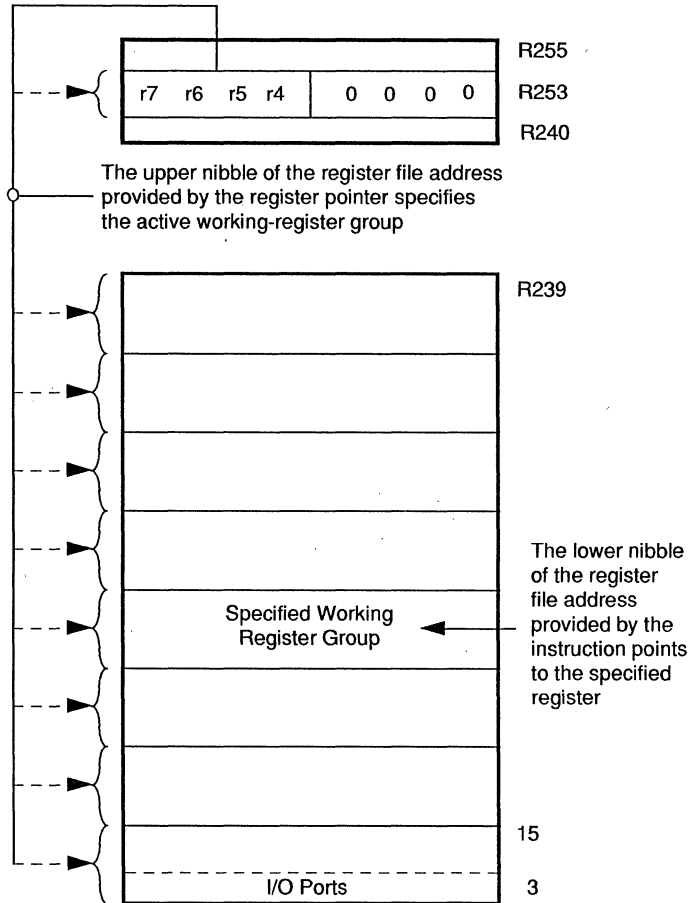 R255
r7 r6 r5 r4 0 0 0 0 R253
R240
The upper nibble of the register file address
provided by the register pointer specifies
the active working-register group
R239
The lower nibble
of the register
file address
provided by the
instruction points
to the specified
register
Specified Working
Register Group
15
I/O Ports 3